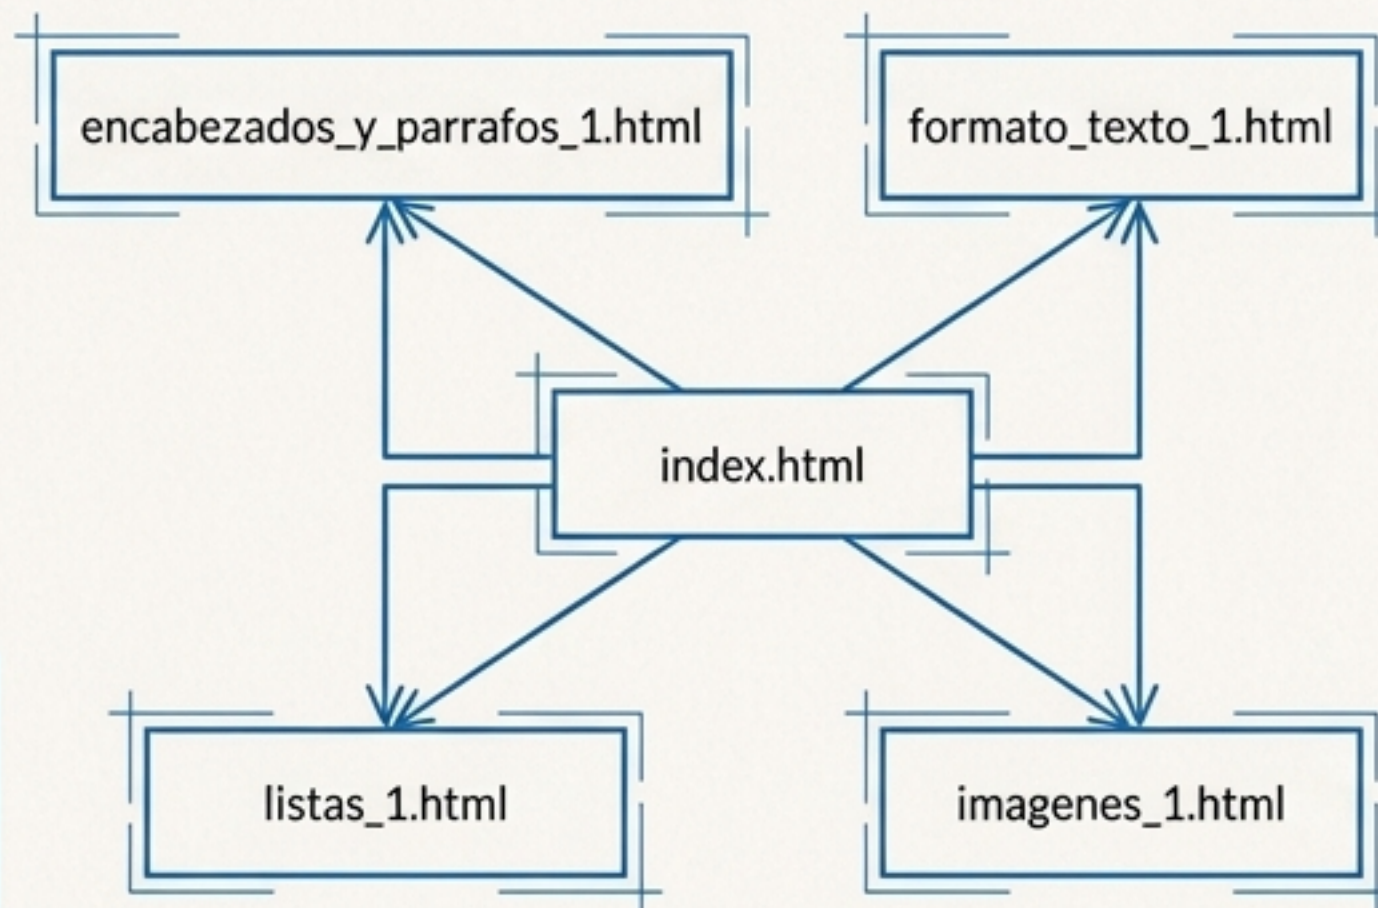 encabezados_y_parrafos_1.html
formato_texto_1.html
index.html
listas_1.html
imagenes_1.html